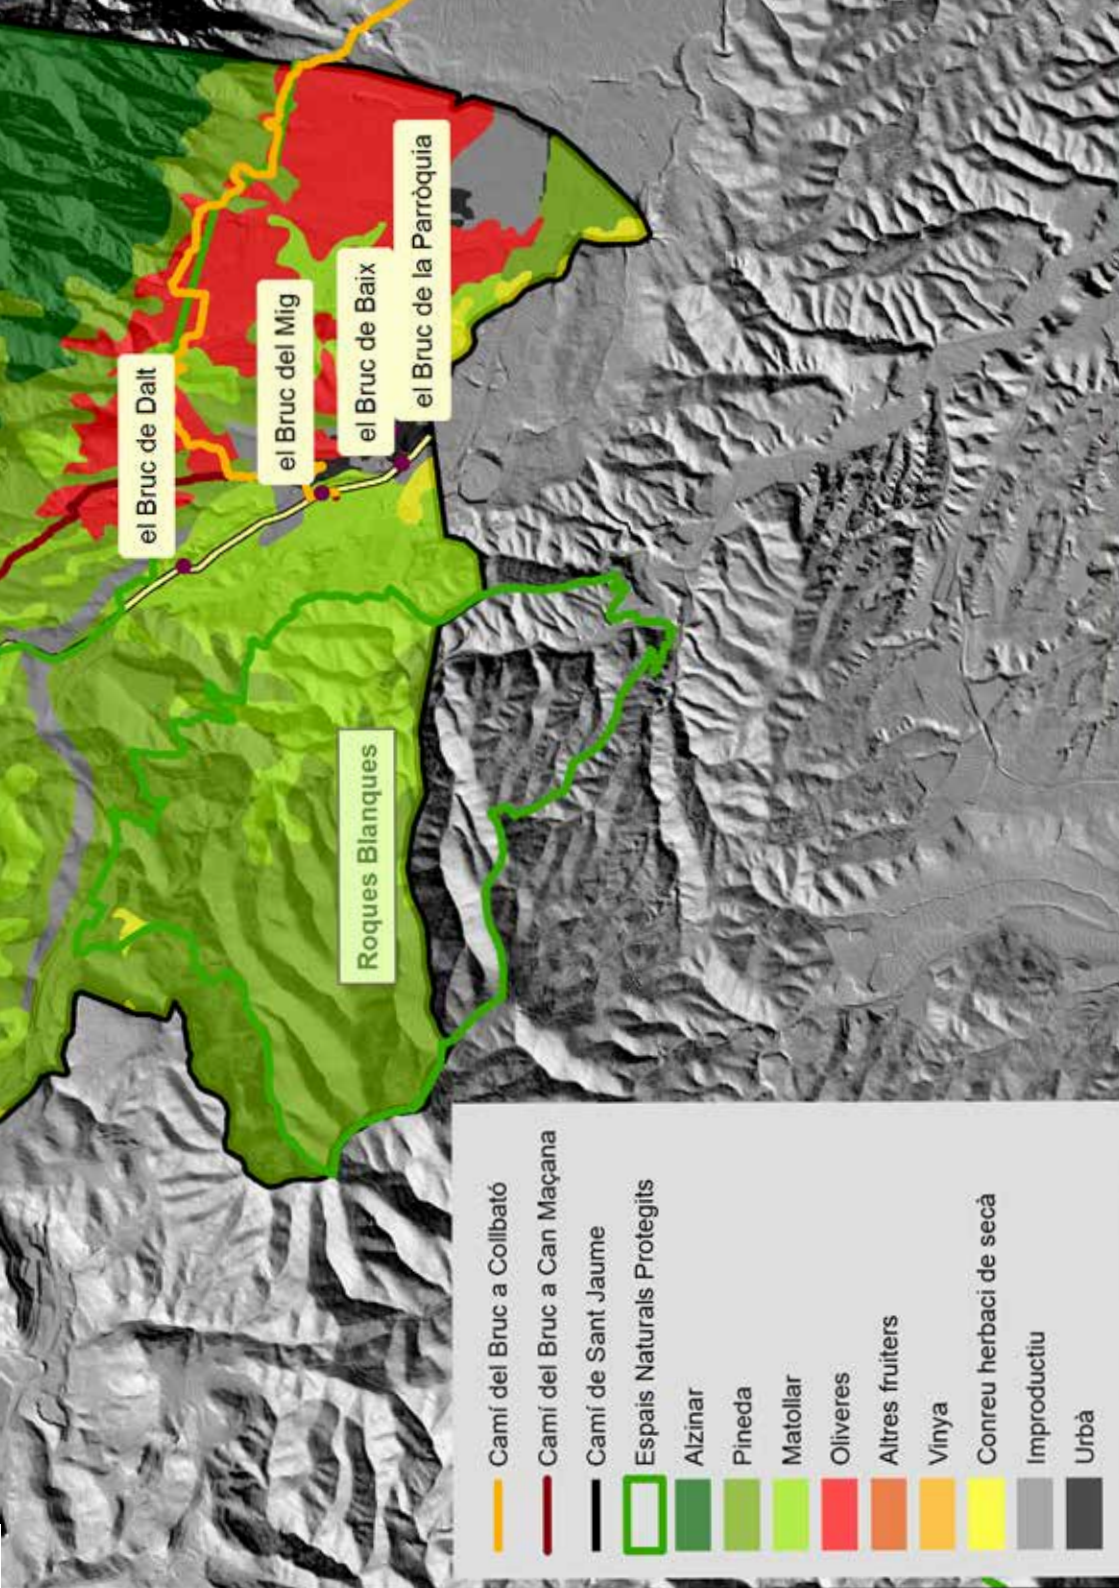 el Bruc de Dalt
el Bruc del Mig
el Bruc de Baix
el Bruc de la Parròquia
Roques Blanques
Camí del Bruc a Collbató
Camí del Bruc a Can Maçana
Camí de Sant Jaume
Espais Naturals Protegits
Alzinar
Pineda
Matollar
Oliveres
Altres fruiters
Vinya
Conreu herbaci de secà
Improductiu
Urbà